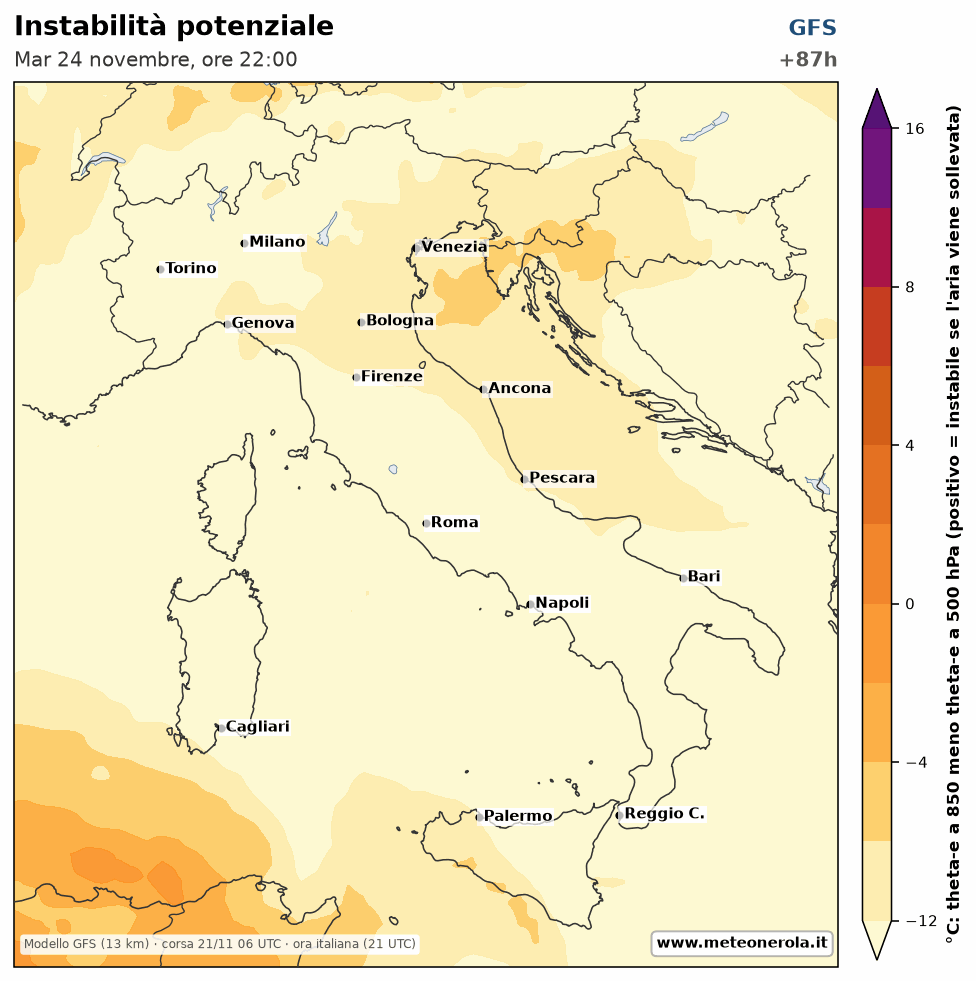 Instabilità potenziale
GFS
Mar 24 novembre, ore 22:00
+87h
Milano
Venezia
Torino
Genova
Bologna
Firenze
Ancona
Pescara
Roma
Bari
Napoli
Cagliari
Palermo
Reggio C.
16
8
4
0
−4
−12
°C: theta-e a 850 meno theta-e a 500 hPa (positivo = instabile se l'aria viene sollevata)
Modello GFS (13 km) · corsa 21/11 06 UTC · ora italiana (21 UTC)
www.meteonerola.it